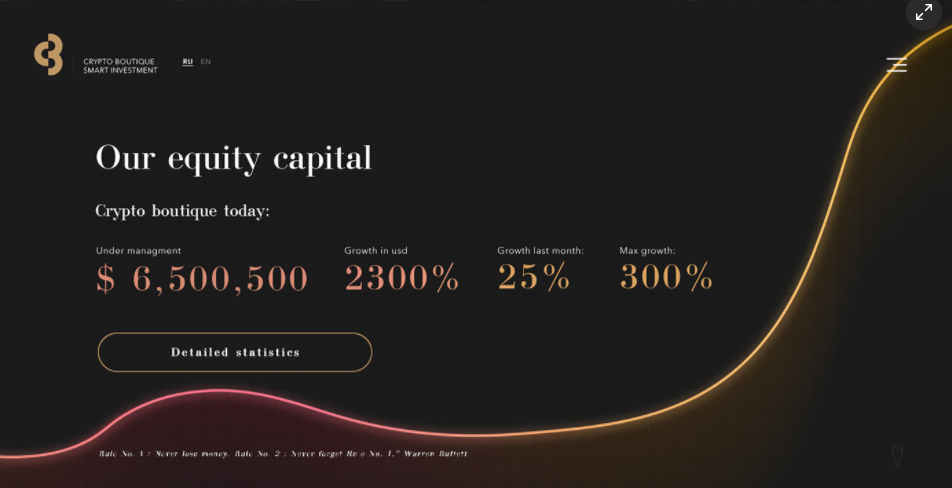 CRYPTO BOUTIQUE
SMART INVESTMENT
RU EN
Our equity capital
Crypto boutique today:
Under managment
$ 6,500,500
Growth in usd
2300%
Growth last month:
25%
Max growth:
300%
Detailed statistics
Rule No. 1 : Never lose money. Rule No. 2 : Never forget Rule No. 1," Warren Buffett